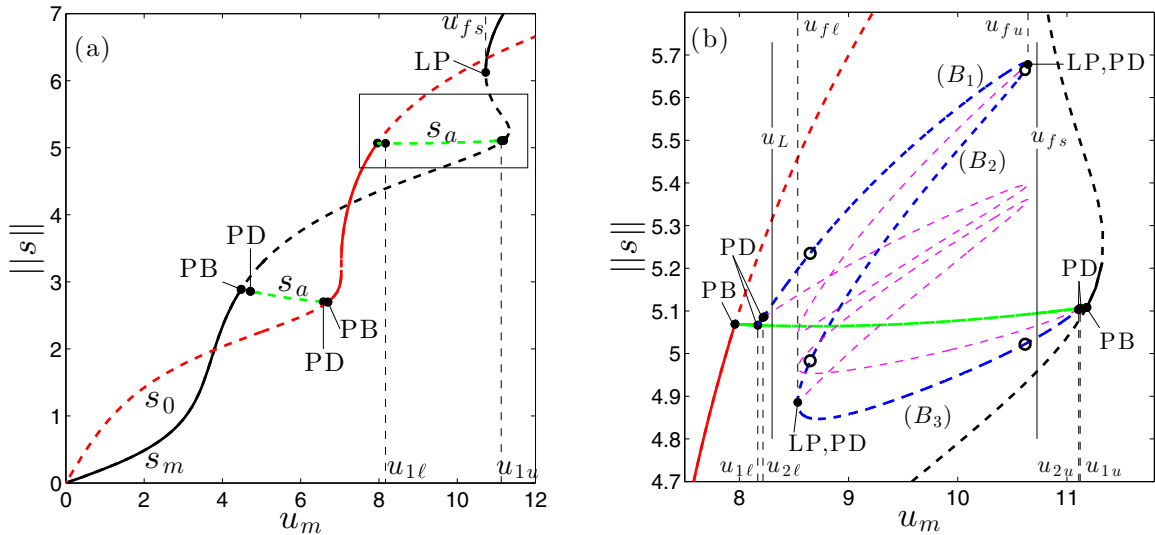 (a)
||s||
7
6
5
4
3
2
1
0
0
2
4
6
8
10
12
u_m
u_{fs}
LP
s_a
PD
PB
s_a
PB
PD
s_0
s_m
u_{1ℓ}
u_{1u}
(b)
||s||
5.7
5.6
5.5
5.4
5.3
5.2
5.1
5
4.9
4.8
4.7
8
9
10
11
u_m
u_{fℓ}
u_{fu}
(B_1)
LP,PD
u_L
(B_2)
u_{fs}
PD
PB
PD
PB
(B_3)
LP,PD
u_{1ℓ}
u_{2ℓ}
u_{2u}
u_{1u}